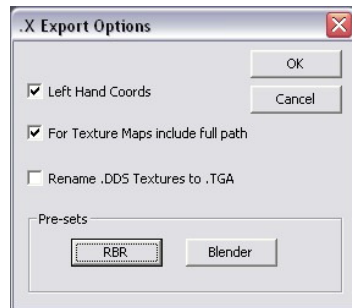 .X Export Options
OK
Left Hand Coords
Cancel
For Texture Maps include full path
Rename .DDS Textures to .TGA
Pre-sets
RBR Blender